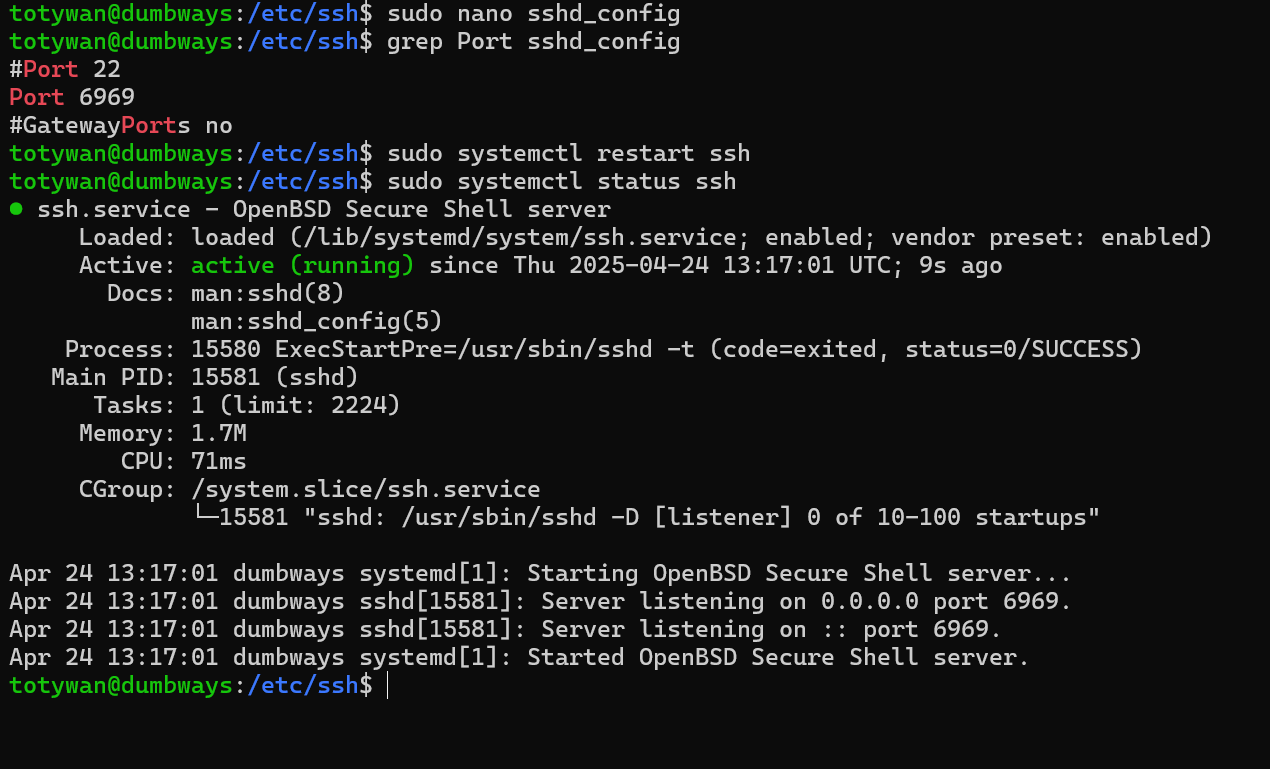 totywan@dumbways:/etc/ssh$ sudo nano sshd_config
totywan@dumbways:/etc/ssh$ grep Port sshd_config
#Port 22
Port 6969
#GatewayPorts no
totywan@dumbways:/etc/ssh$ sudo systemctl restart ssh
totywan@dumbways:/etc/ssh$ sudo systemctl status ssh
● ssh.service - OpenBSD Secure Shell server
     Loaded: loaded (/lib/systemd/system/ssh.service; enabled; vendor preset: enabled)
     Active: active (running) since Thu 2025-04-24 13:17:01 UTC; 9s ago
       Docs: man:sshd(8)
             man:sshd_config(5)
    Process: 15580 ExecStartPre=/usr/sbin/sshd -t (code=exited, status=0/SUCCESS)
   Main PID: 15581 (sshd)
      Tasks: 1 (limit: 2224)
     Memory: 1.7M
        CPU: 71ms
     CGroup: /system.slice/ssh.service
             └─15581 "sshd: /usr/sbin/sshd -D [listener] 0 of 10-100 startups"

Apr 24 13:17:01 dumbways systemd[1]: Starting OpenBSD Secure Shell server...
Apr 24 13:17:01 dumbways sshd[15581]: Server listening on 0.0.0.0 port 6969.
Apr 24 13:17:01 dumbways sshd[15581]: Server listening on :: port 6969.
Apr 24 13:17:01 dumbways systemd[1]: Started OpenBSD Secure Shell server.
totywan@dumbways:/etc/ssh$